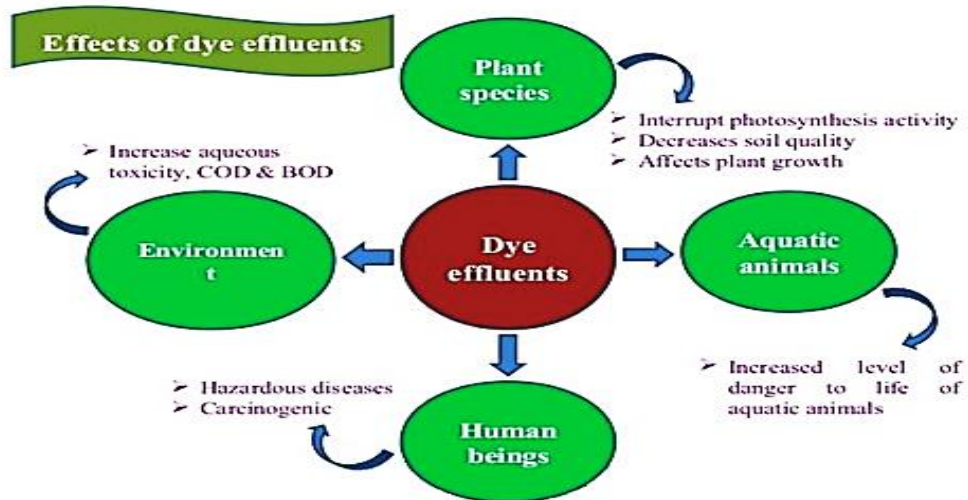 Effects of dye effluents
Plant
species
➢ Interrupt photosynthesis activity
➢ Decreases soil quality
➢ Affects plant growth
➢ Increase aqueous
toxicity, COD & BOD
Environmen
t
Dye
effluents
Aquatic
animals
➢ Increased level of
danger to life of
aquatic animals
➢ Hazardous diseases
➢ Carcinogenic
Human
beings